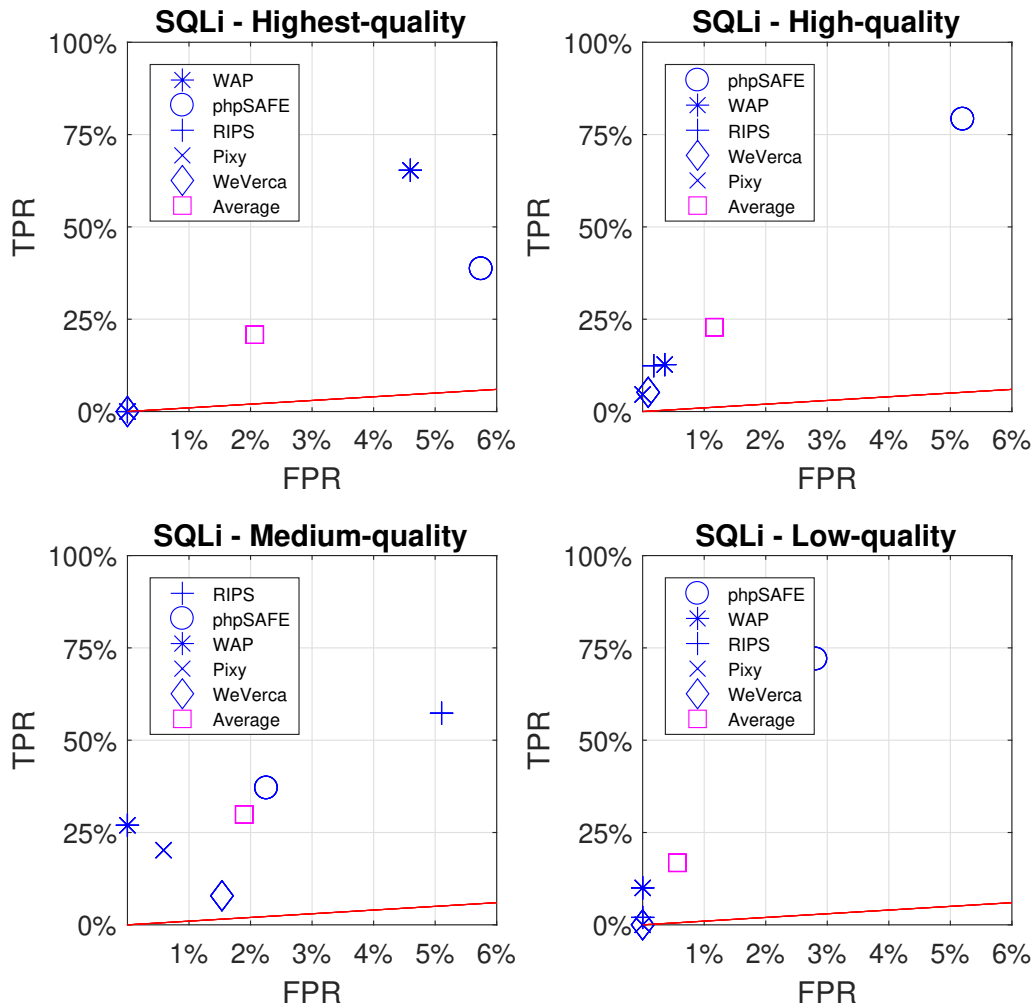 SQLi - Highest-quality
100%
75%
50%
25%
0%
TPR
WAP
phpSAFE
RIPS
Pixy
WeVerca
Average
1% 2% 3% 4% 5% 6%
FPR
SQLi - High-quality
100%
75%
50%
25%
0%
TPR
phpSAFE
WAP
RIPS
WeVerca
Pixy
Average
1% 2% 3% 4% 5% 6%
FPR
SQLi - Medium-quality
100%
75%
50%
25%
0%
TPR
RIPS
phpSAFE
WAP
Pixy
WeVerca
Average
1% 2% 3% 4% 5% 6%
FPR
SQLi - Low-quality
100%
75%
50%
25%
0%
TPR
phpSAFE
WAP
RIPS
Pixy
WeVerca
Average
1% 2% 3% 4% 5% 6%
FPR